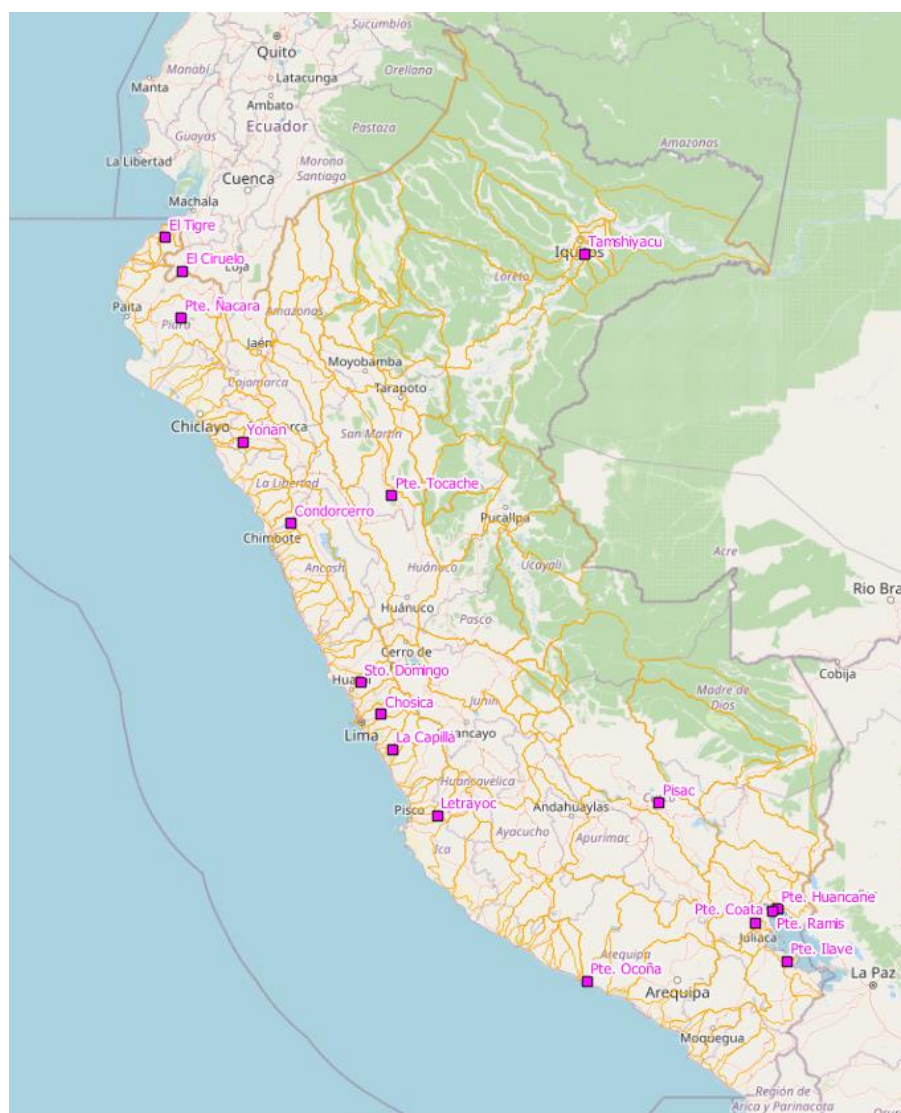 Sucumbíos
Quito
Manabí
Orellana
Manta
Latacunga
Ambato
Ecuador
Pastaza
Amazonas
Guayas
La Libertad
Morona
Santiago
Cuenca
Machala
El Tigre
Tamshiyacu
El Ciruelo
Loja
Loreto
Paita
Pte. Ñacara
Piura
Amazonas
Jaén
Moyobamba
Cajamarca
Tarapoto
Chiclayo
Yonan
San Martín
La Libertad
Pte. Tocache
Pucallpa
Condorcerro
Chimbote
Acre
Ancash
Huánuco
Ucayali
Rio Bra
Huánuco
Pasco
Cerro de
Cobija
Sto. Domingo
Madre de
Dios
Chosica
Junín
Lima
La Capilla
Huancavelica
Pisac
Pisco
Letrayoc
Andahuaylas
Ayacucho
Apurímac
Ica
Pte. Huancañe
Pte. Coata
Pte. Ramis
Juliaca
Arequipa
Pte. Ilave
La Paz
Pte. Ocoña
Arequipa
Moquegua
Región de
Arica y Parinacota